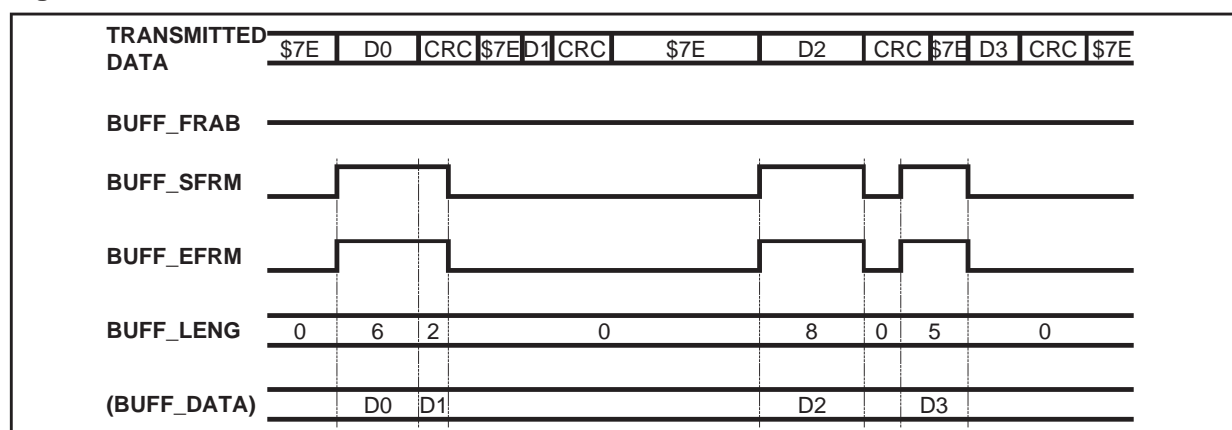 TRANSMITTED DATA $7E D0 CRC $7E D1 CRC $7E D2 CRC $7E D3 CRC $7E
BUFF_FRAB
BUFF_SFRM
BUFF_EFRM
BUFF_LENG 0 6 2 0 8 0 5 0
(BUFF_DATA) D0 D1 D2 D3